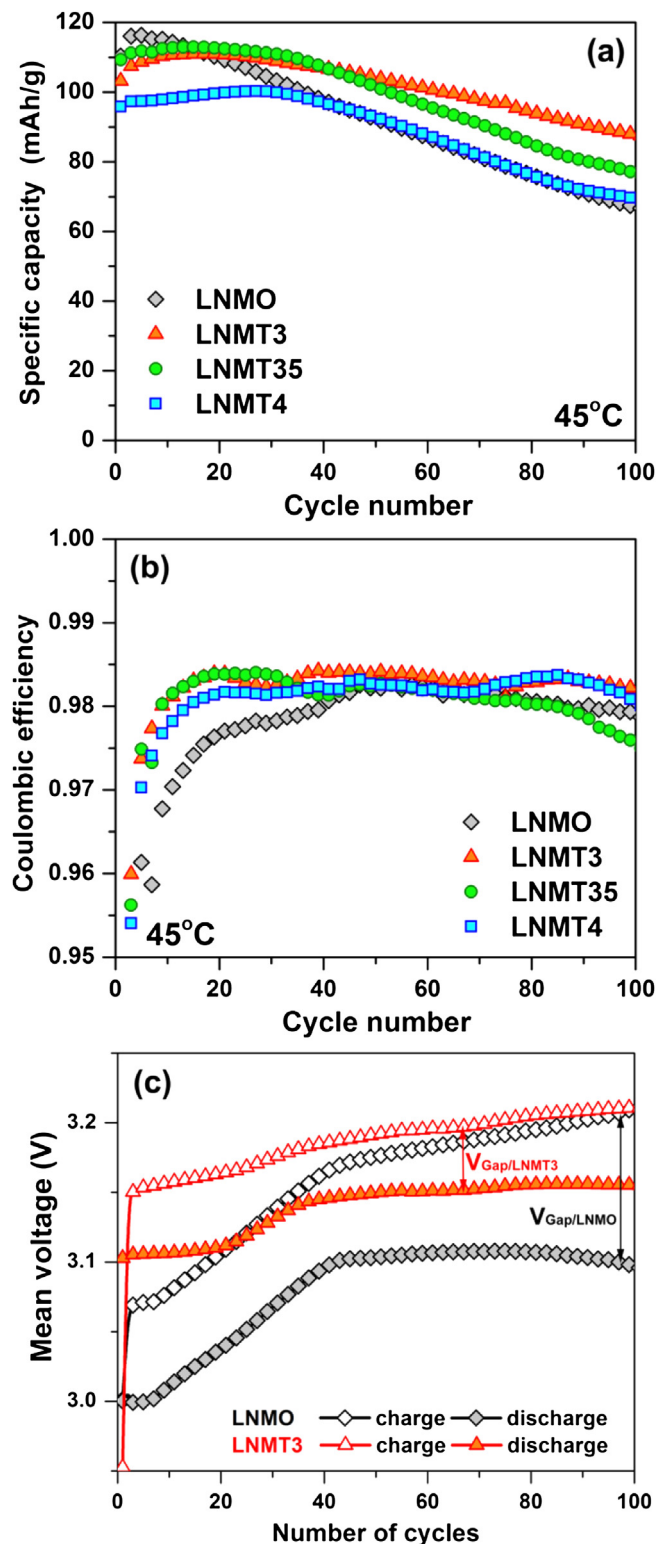 120
(a)
100
80
60
40
20
0
Specific capacity (mAh/g)
LNMO
LNMT3
LNMT35
LNMT4
45°C
0 20 40 60 80 100
Cycle number
1.00
(b)
0.99
0.98
0.97
0.96
0.95
Coulombic efficiency
LNMO
LNMT3
LNMT35
LNMT4
45°C
0 20 40 60 80 100
Cycle number
(c)
3.2
3.1
3.0
Mean voltage (V)
VGap/LNMT3
VGap/LNMO
LNMO charge discharge
LNMT3 charge discharge
0 20 40 60 80 100
Number of cycles